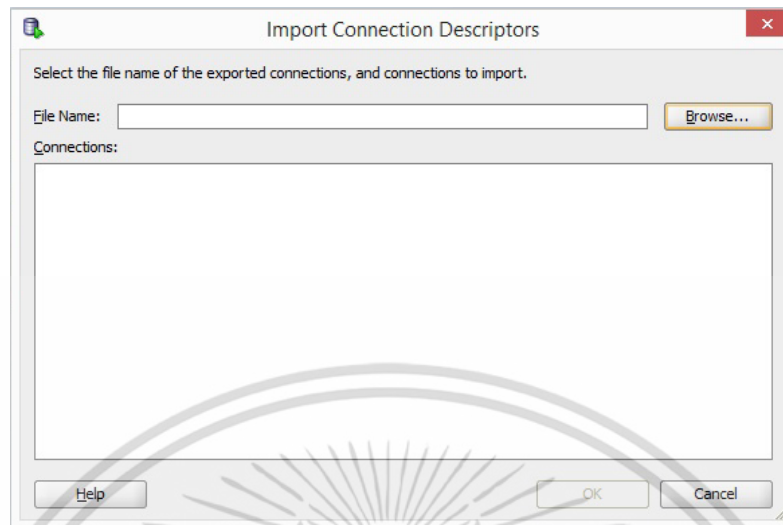 Import Connection Descriptors
Select the file name of the exported connections, and connections to import.
File Name:
Browse...
Connections:
Help
OK
Cancel